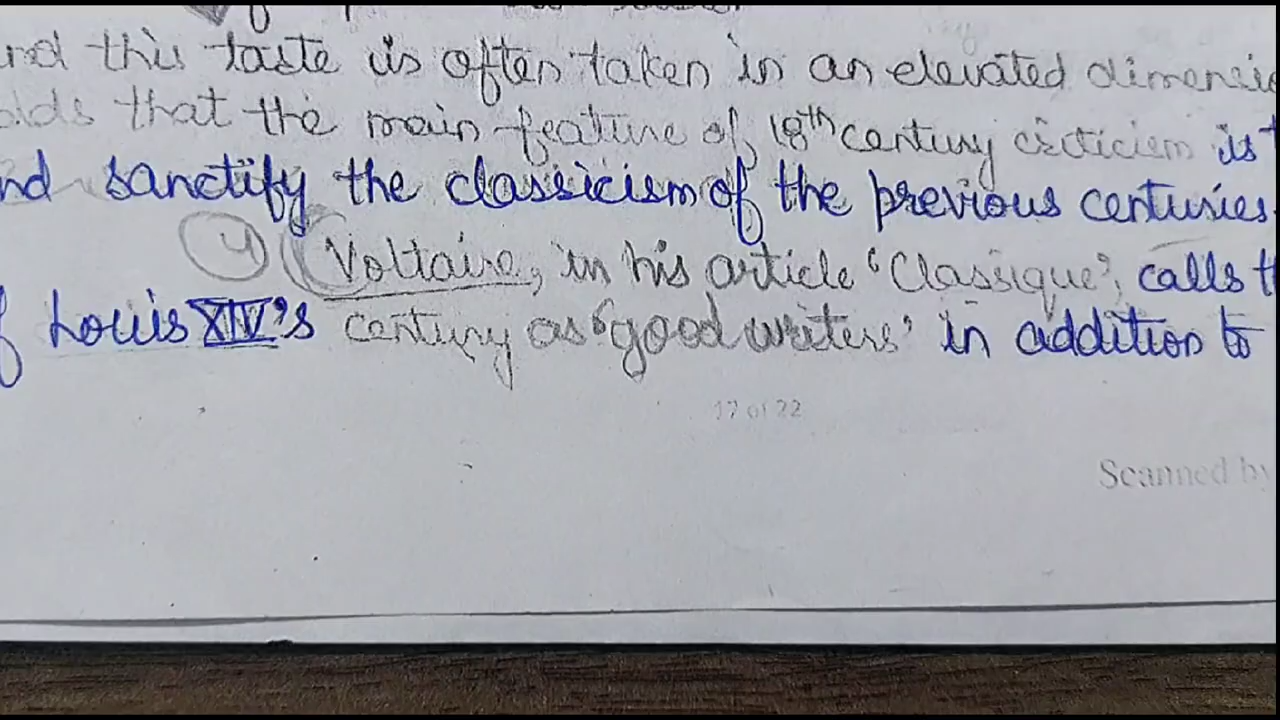 this taste is often taken in an elevated
that the main feature of 18th century criticism is
sanctify the classicism of the previous centuries.
4 Voltaire, in his article 'Classique', calls
Louis XIV's century as 'good writers' in addition to
17 of 22
Scanned by